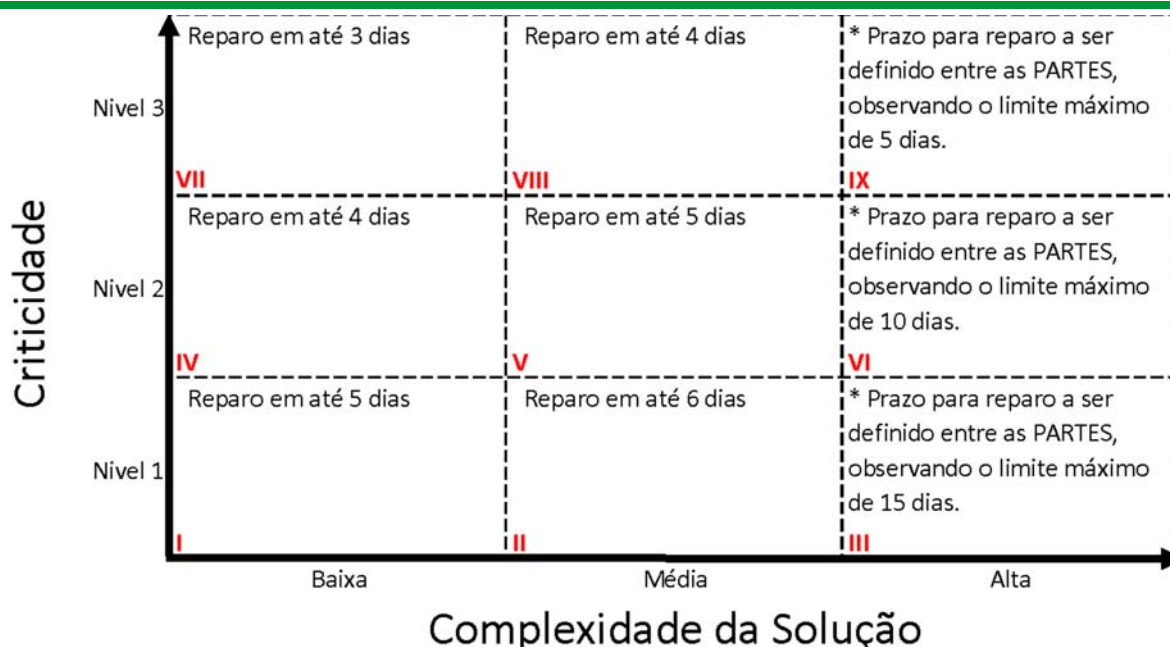 Criticidade
Nivel 3
Reparo em até 3 dias
VII
Reparo em até 4 dias
VIII
* Prazo para reparo a ser
definido entre as PARTES,
observando o limite máximo
de 5 dias.
IX
Nivel 2
Reparo em até 4 dias
IV
Reparo em até 5 dias
V
* Prazo para reparo a ser
definido entre as PARTES,
observando o limite máximo
de 10 dias.
VI
Nivel 1
Reparo em até 5 dias
I
Reparo em até 6 dias
II
* Prazo para reparo a ser
definido entre as PARTES,
observando o limite máximo
de 15 dias.
III
Baixa
Média
Alta
Complexidade da Solução